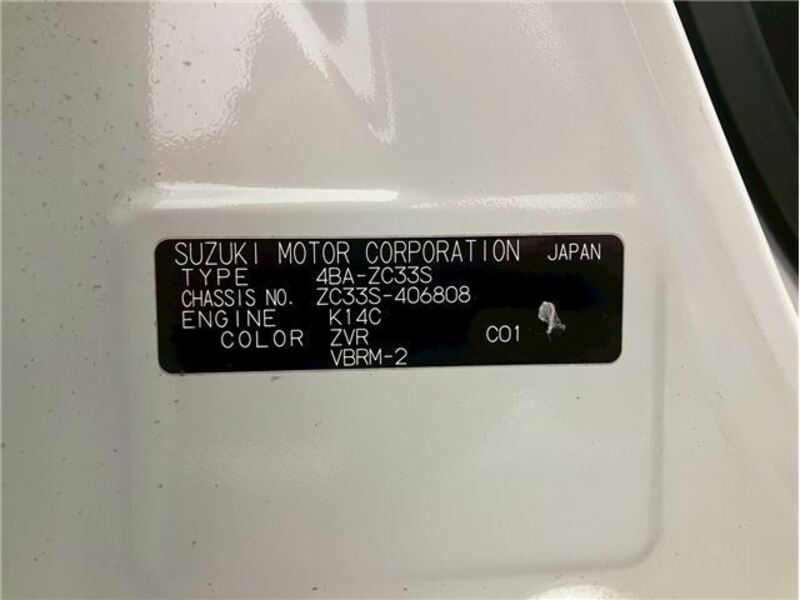 SUZUKI MOTOR CORPORATION JAPAN
TYPE 4BA-ZC33S
CHASSIS NO. ZC33S-406808
ENGINE K14C
COLOR ZVR C01
VBRM-2